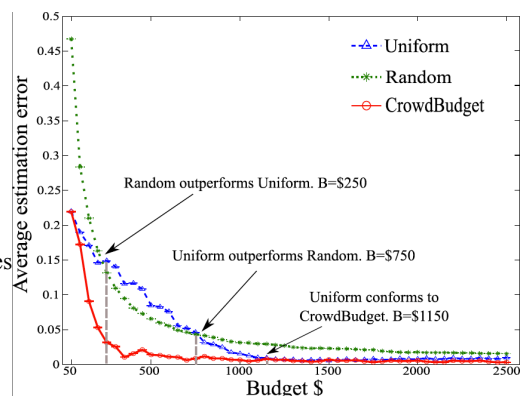 0.5
0.45
0.4
0.35
0.3
0.25
0.2
0.15
0.1
0.05
0
Average estimation error
es
Uniform
Random
CrowdBudget
Random outperforms Uniform. B=$250
Uniform outperforms Random. B=$750
Uniform conforms to
CrowdBudget. B=$1150
50
500
1000
1500
2000
2500
Budget $